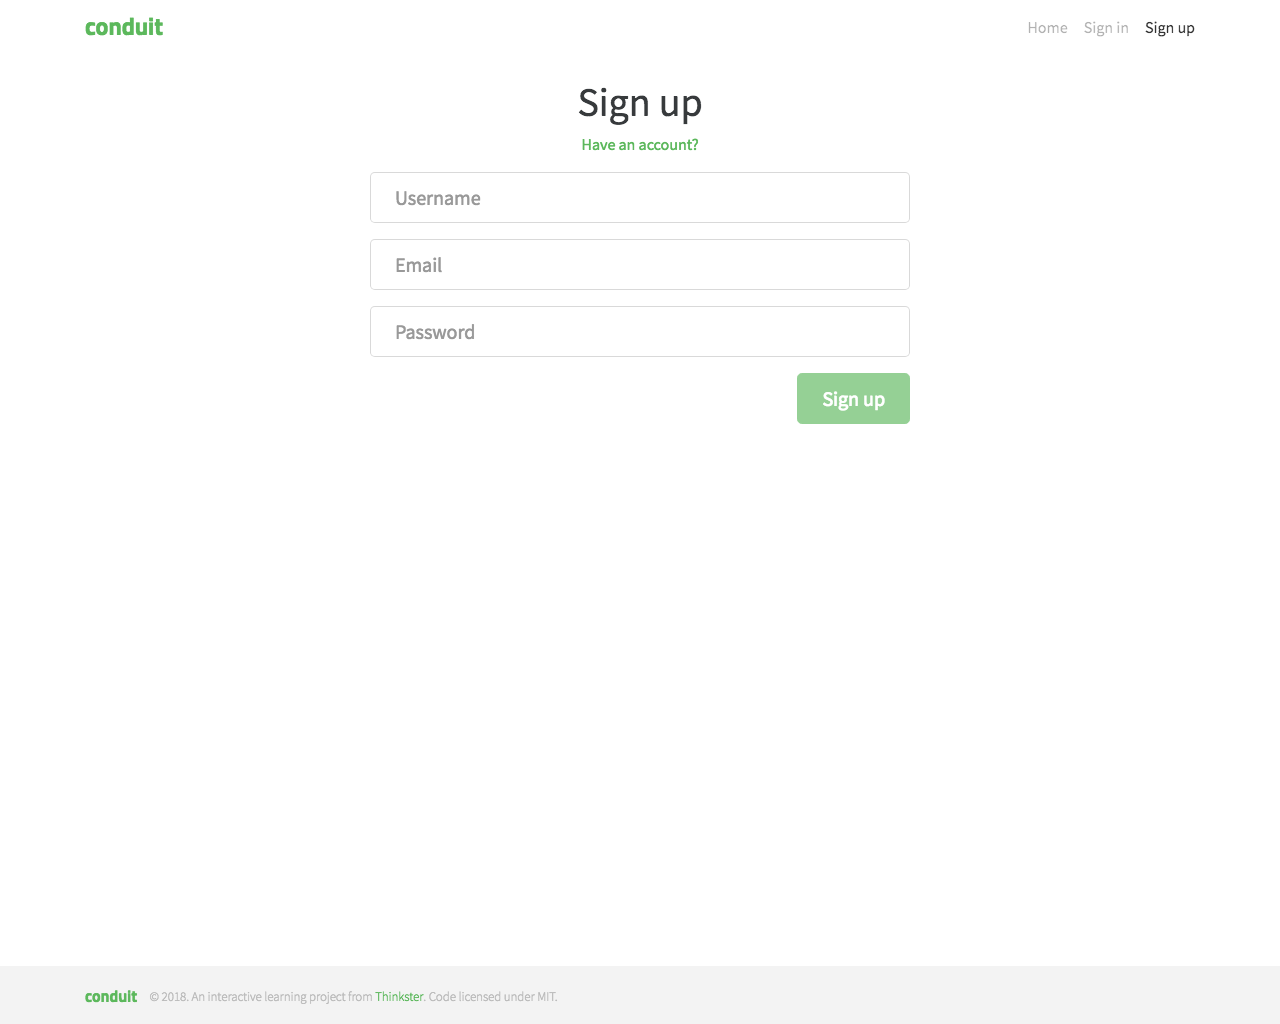 conduit
Home Sign in Sign up
Sign up
Have an account?
Username
Email
Password
Sign up
conduit © 2018. An interactive learning project from Thinkster. Code licensed under MIT.